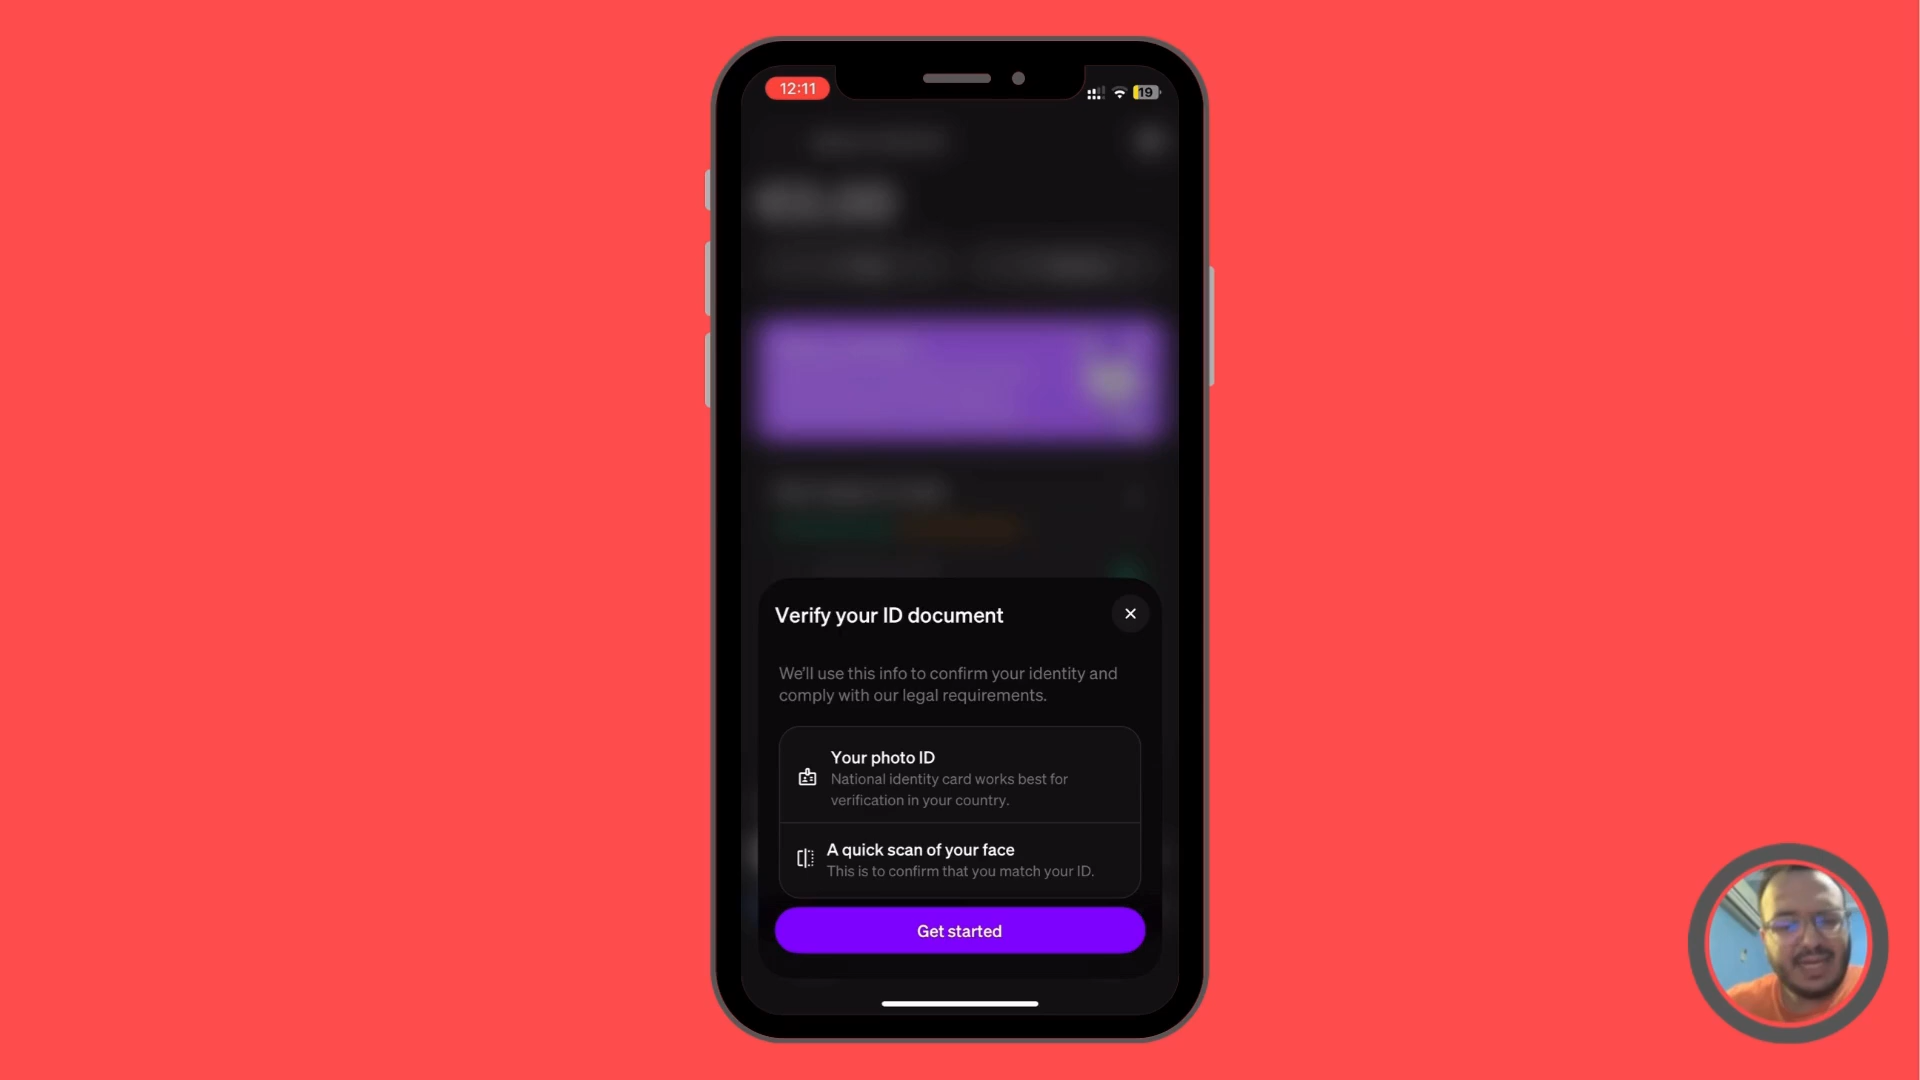 12:11
19
Verify your ID document
We'll use this info to confirm your identity and
comply with our legal requirements.
Your photo ID
National identity card works best for
verification in your country.
A quick scan of your face
This is to confirm that you match your ID.
Get started